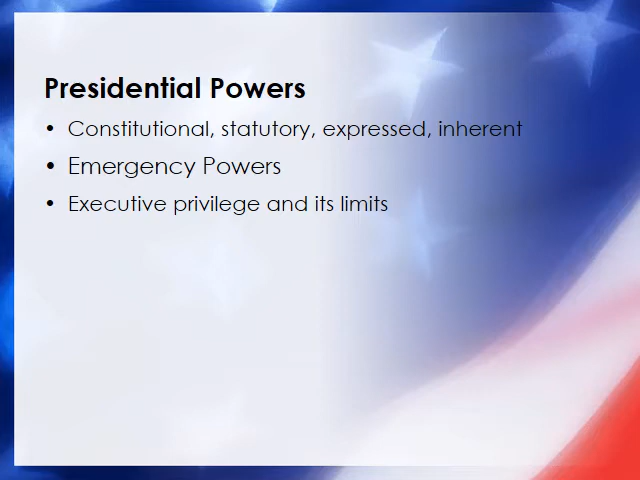 Presidential Powers
• Constitutional, statutory, expressed, inherent
• Emergency Powers
• Executive privilege and its limits